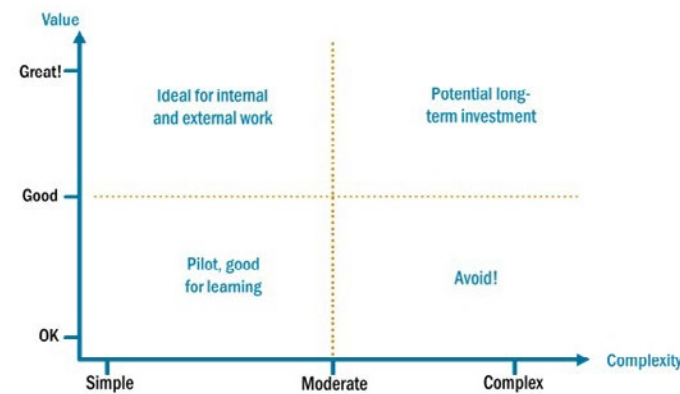 Value
Great!
Ideal for internal
and external work
Potential long-
term investment
Good
Pilot, good
for learning
Avoid!
OK
Complexity
Simple
Moderate
Complex